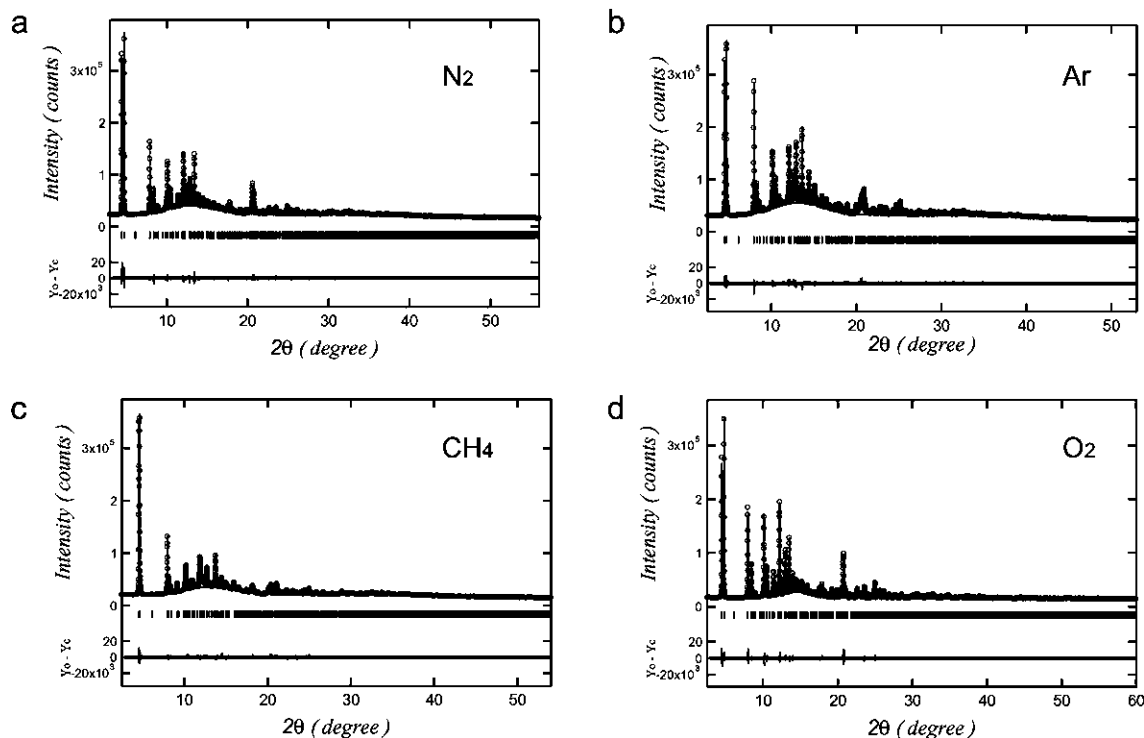 a
N2
Intensity ( counts )
3x10^5
2
1
0
Yo - Yc
20
0
-20x10^3
10 20 30 40 50
2θ ( degree )
b
Ar
Intensity ( counts )
3x10^5
2
1
0
Yo - Yc
20
0
-20x10^3
10 20 30 40 50
2θ ( degree )
c
CH4
Intensity ( counts )
3x10^5
2
1
0
Yo - Yc
20
0
-20x10^3
10 20 30 40 50
2θ ( degree )
d
O2
Intensity ( counts )
3x10^5
2
1
0
Yo - Yc
20
0
-20x10^3
10 20 30 40 50 60
2θ ( degree )